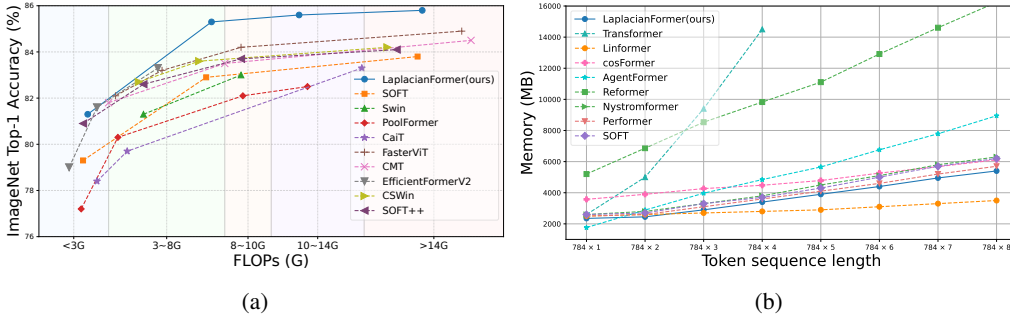 ImageNet Top-1 Accuracy (%)
86
84
82
80
78
76
<3G
3~8G
8~10G
10~14G
>14G
FLOPs (G)
LaplacianFormer(ours)
SOFT
Swin
PoolFormer
CaiT
FasterViT
CMT
EfficientFormerV2
CSWin
SOFT++
(a)
Memory (MB)
16000
14000
12000
10000
8000
6000
4000
2000
784 × 1
784 × 2
784 × 3
784 × 4
784 × 5
784 × 6
784 × 7
784 × 8
Token sequence length
LaplacianFormer(ours)
Transformer
Linformer
cosFormer
AgentFormer
Reformer
Nystromformer
Performer
SOFT
(b)